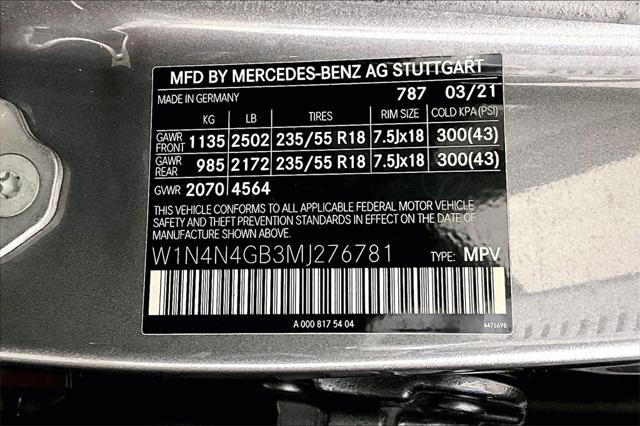 MFD BY MERCEDES-BENZ AG STUTTGART
MADE IN GERMANY 787 03/21
KG LB TIRES RIM SIZE COLD KPA(PSI)
GAWR FRONT 1135 2502 235/55 R18 7.5Jx18 300(43)
GAWR REAR 985 2172 235/55 R18 7.5Jx18 300(43)
GVWR 2070 4564
THIS VEHICLE CONFORMS TO ALL APPLICABLE FEDERAL MOTOR VEHICLE
SAFETY AND THEFT PREVENTION STANDARDS IN EFFECT ON THE DATE OF
MANUFACTURE SHOWN ABOVE.
W1N4N4GB3MJ276781 TYPE: MPV
A 000 817 54 04 4476698